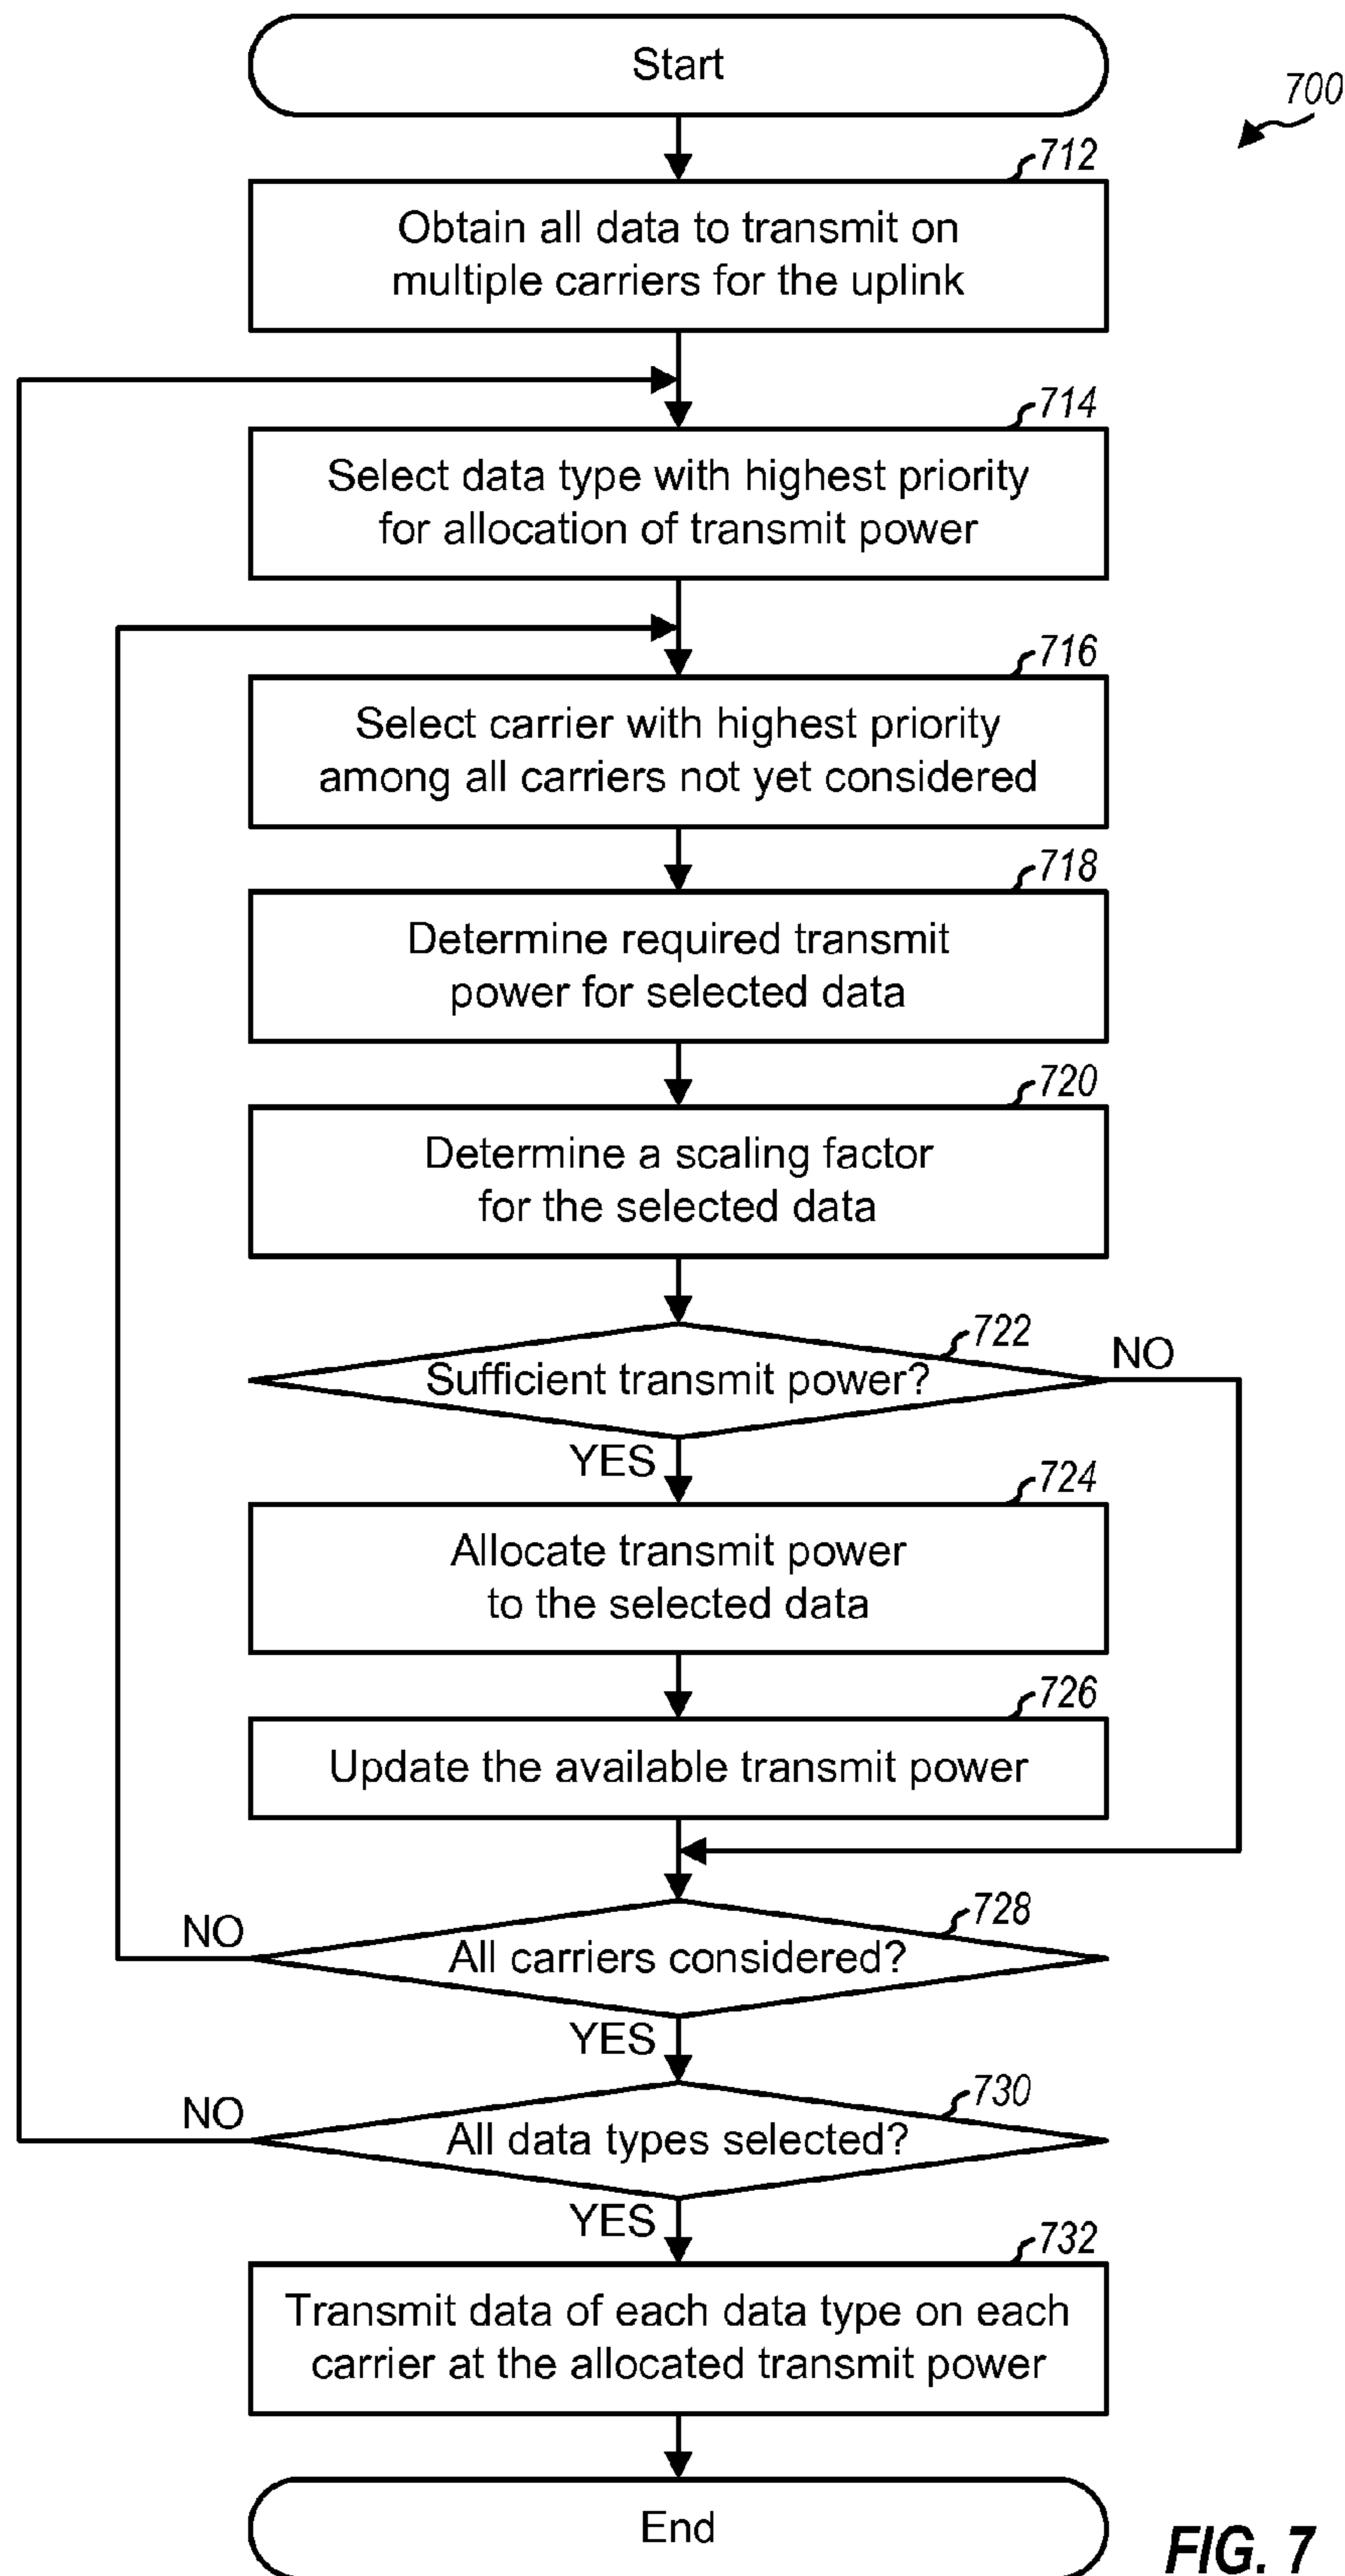 Start
700
712
Obtain all data to transmit on
multiple carriers for the uplink
714
Select data type with highest priority
for allocation of transmit power
716
Select carrier with highest priority
among all carriers not yet considered
718
Determine required transmit
power for selected data
720
Determine a scaling factor
for the selected data
722
Sufficient transmit power?
NO
YES
724
Allocate transmit power
to the selected data
726
Update the available transmit power
728
NO
All carriers considered?
YES
730
NO
All data types selected?
YES
732
Transmit data of each data type on each
carrier at the allocated transmit power
End
FIG. 7